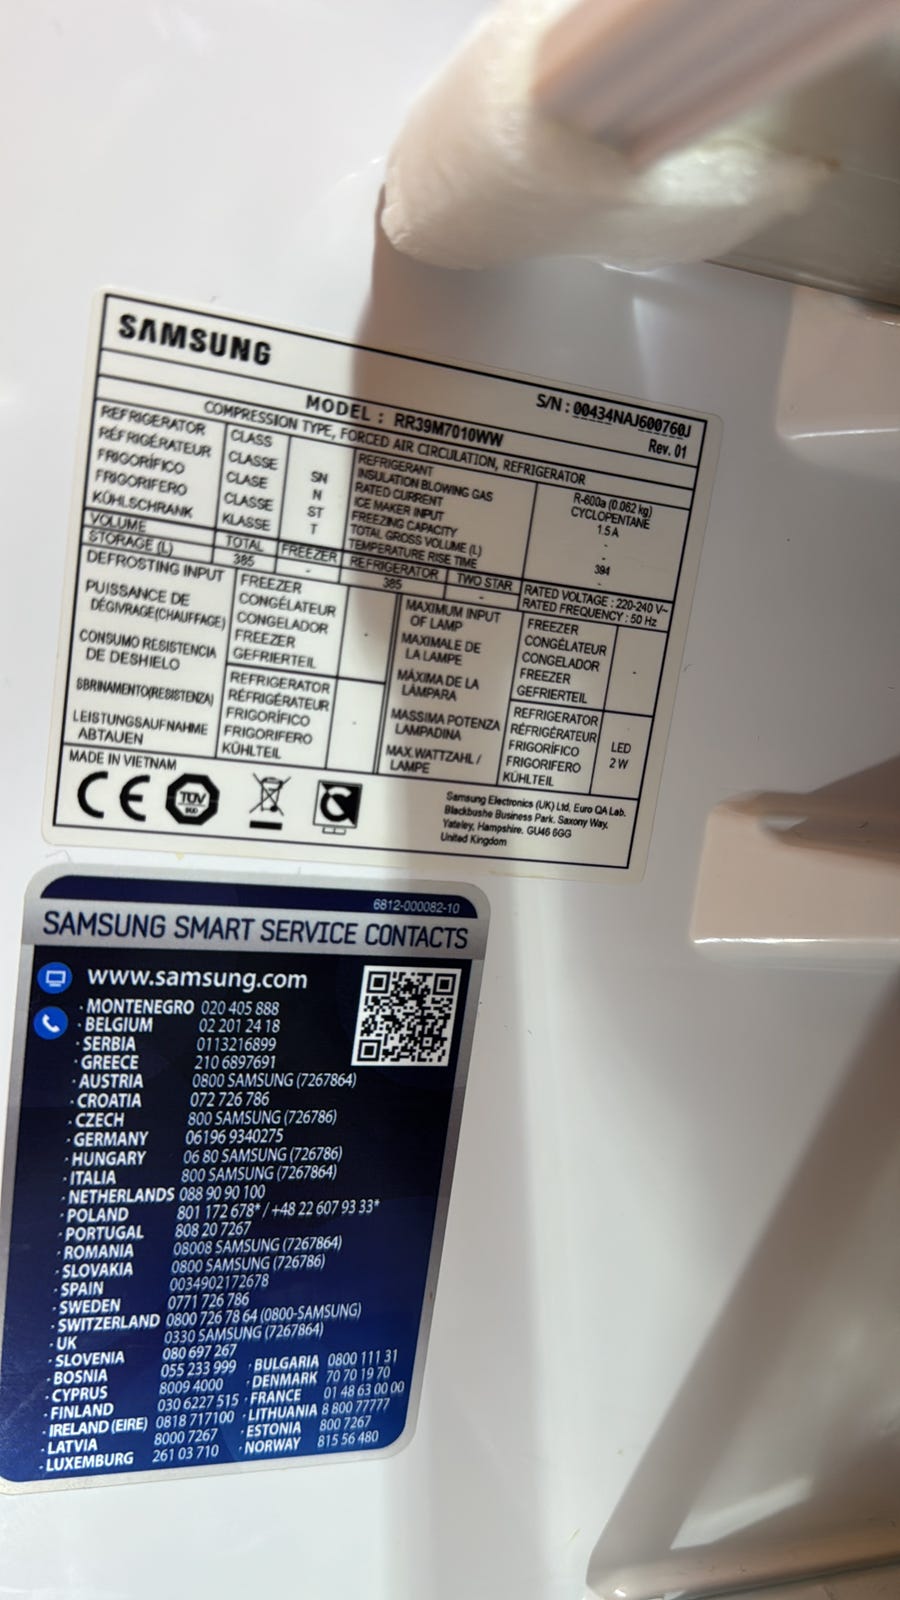 SAMSUNG
S/N : 00434NAJ600760J
MODEL : RR39M7010WW
Rev. 01
COMPRESSION TYPE, FORCED AIR CIRCULATION, REFRIGERATOR
REFRIGERATOR CLASS
RÉFRIGÉRATEUR CLASSE SN
FRIGORÍFICO CLASE N
FRIGORIFERO CLASSE ST
KÜHLSCHRANK KLASSE T
REFRIGERANT R-600a (0.062 kg)
INSULATION BLOWING GAS CYCLOPENTANE
RATED CURRENT 1.5 A
ICE MAKER INPUT -
FREEZING CAPACITY -
TOTAL GROSS VOLUME (L) 394
TEMPERATURE RISE TIME -
VOLUME TOTAL FREEZER REFRIGERATOR TWO STAR
STORAGE (L) 385 - 385 -
RATED VOLTAGE : 220-240 V~
RATED FREQUENCY : 50 Hz
DEFROSTING INPUT
PUISSANCE DE
DÉGIVRAGE(CHAUFFAGE)
CONSUMO RESISTENCIA
DE DESHIELO
SBRINAMENTO(RESISTENZA)
LEISTUNGSAUFNAHME
ABTAUEN
FREEZER
CONGÉLATEUR
CONGELADOR
FREEZER
GEFRIERTEIL
-
REFRIGERATOR
RÉFRIGÉRATEUR
FRIGORÍFICO
FRIGORIFERO
KÜHLTEIL
-
MAXIMUM INPUT
OF LAMP
MAXIMALE DE
LA LAMPE
MÁXIMA DE LA
LÁMPARA
MASSIMA POTENZA
LAMPADINA
MAX.WATTZAHL /
LAMPE
FREEZER
CONGÉLATEUR
CONGELADOR
FREEZER
GEFRIERTEIL
-
REFRIGERATOR
RÉFRIGÉRATEUR
FRIGORÍFICO
FRIGORIFERO
KÜHLTEIL
LED
2 W
MADE IN VIETNAM
CE
TÜV
Samsung Electronics (UK) Ltd, Euro QA Lab.
Blackbushe Business Park. Saxony Way,
Yateley, Hampshire. GU46 6GG
United Kingdom
6812-000082-10
SAMSUNG SMART SERVICE CONTACTS
www.samsung.com
· MONTENEGRO 020 405 888
· BELGIUM 02 201 24 18
· SERBIA 0113216899
· GREECE 210 6897691
· AUSTRIA 0800 SAMSUNG (7267864)
· CROATIA 072 726 786
· CZECH 800 SAMSUNG (726786)
· GERMANY 06196 9340275
· HUNGARY 06 80 SAMSUNG (726786)
· ITALIA 800 SAMSUNG (7267864)
· NETHERLANDS 088 90 90 100
· POLAND 801 172 678* / +48 22 607 93 33*
· PORTUGAL 808 20 7267
· ROMANIA 08008 SAMSUNG (7267864)
· SLOVAKIA 0800 SAMSUNG (726786)
· SPAIN 0034902172678
· SWEDEN 0771 726 786
· SWITZERLAND 0800 726 78 64 (0800-SAMSUNG)
· UK 0330 SAMSUNG (7267864)
· SLOVENIA 080 697 267
· BOSNIA 055 233 999
· CYPRUS 8009 4000
· FINLAND 030 6227 515
· IRELAND (EIRE) 0818 717100
· LATVIA 8000 7267
· LUXEMBURG 261 03 710
· BULGARIA 0800 111 31
· DENMARK 70 70 19 70
· FRANCE 01 48 63 00 00
· LITHUANIA 8 800 77777
· ESTONIA 800 7267
· NORWAY 815 56 480